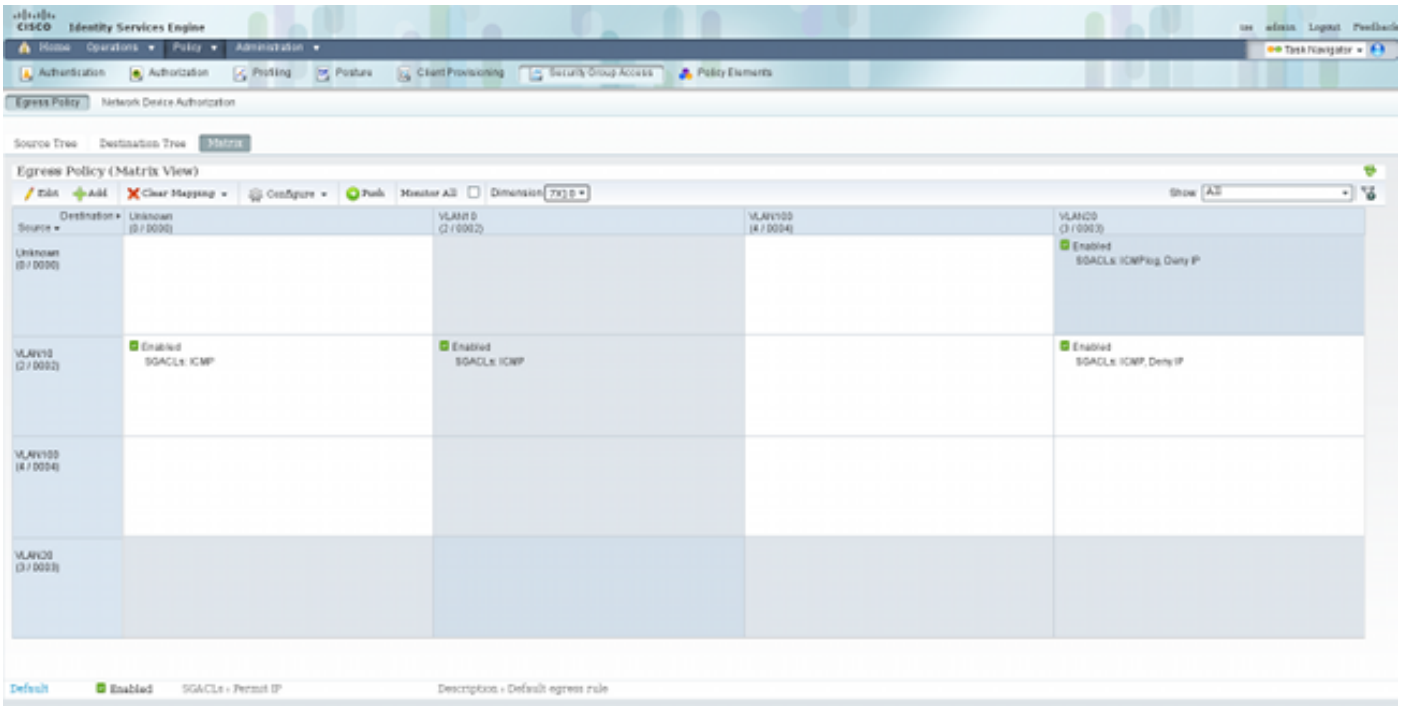 CISCO Identity Services Engine
ise admin Logout Feedback
Home Operations Policy Administration
Task Navigator
Authentication Authorization Profiling Posture Client Provisioning Security Group Access Policy Elements
Egress Policy Network Device Authorization
Source Tree Destination Tree Matrix
Egress Policy (Matrix View)
Edit Add Clear Mapping Configure Push Monitor All Dimension 7X10 Show All
Destination Unknown VLAN10 VLAN100 VLAN20
Source (0 / 0000) (2 / 0002) (4 / 0004) (3 / 0003)
Unknown Enabled
(0 / 0000) SGACLs: ICMPlog, Deny IP
VLAN10 Enabled Enabled Enabled
(2 / 0002) SGACLs: ICMP SGACLs: ICMP SGACLs: ICMP, Deny IP
VLAN100
(4 / 0004)
VLAN20
(3 / 0003)
Default Enabled SGACLs : Permit IP Description : Default egress rule